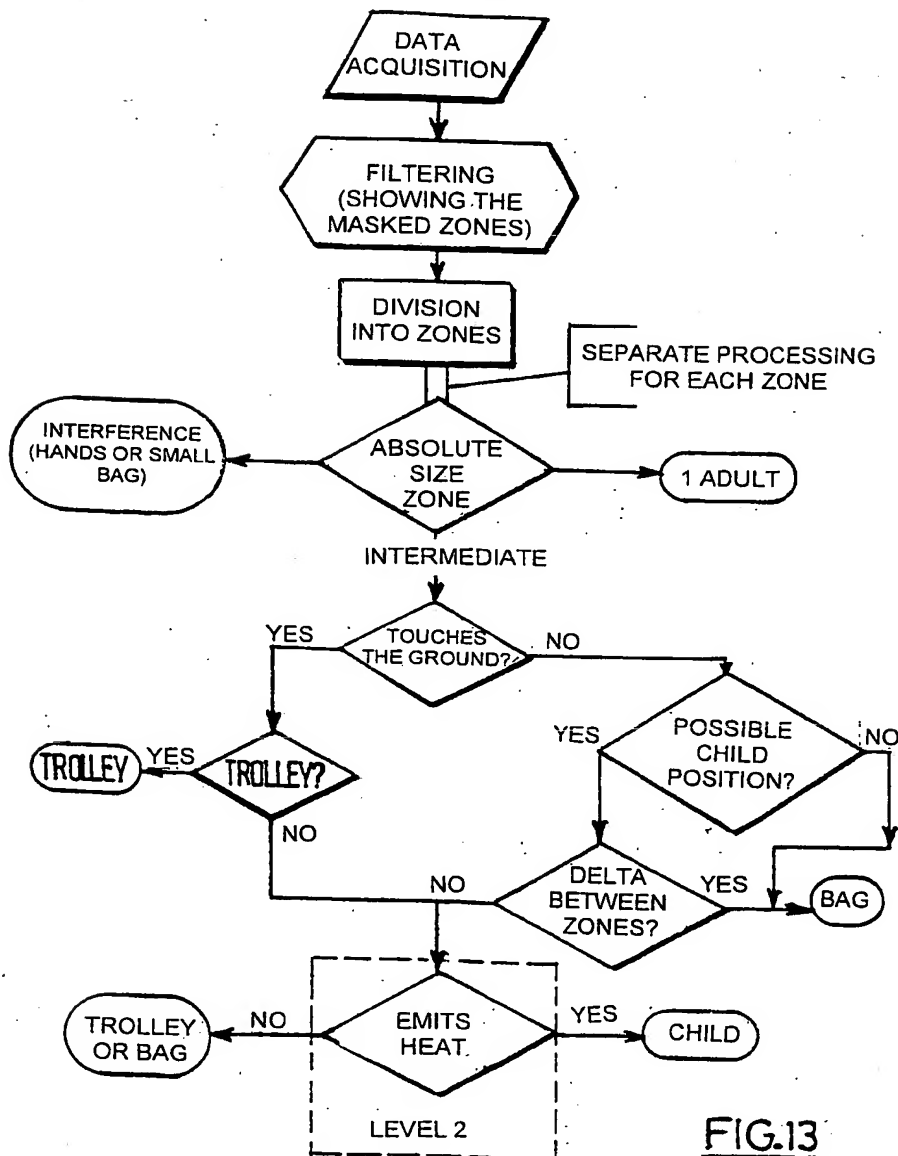 DATA
ACQUISITION
FILTERING
(SHOWING THE
MASKED ZONES)
DIVISION
INTO ZONES
SEPARATE PROCESSING
FOR EACH ZONE
INTERFERENCE
(HANDS OR SMALL
BAG)
ABSOLUTE
SIZE
ZONE
1 ADULT
INTERMEDIATE
YES
TOUCHES
THE GROUND?
NO
YES
POSSIBLE
CHILD
POSITION?
NO
TROLLEY
YES
TROLLEY?
NO
NO
DELTA
BETWEEN
ZONES?
YES
BAG
TROLLEY
OR BAG
NO
EMITS
HEAT.
YES
CHILD
LEVEL 2
FIG.13